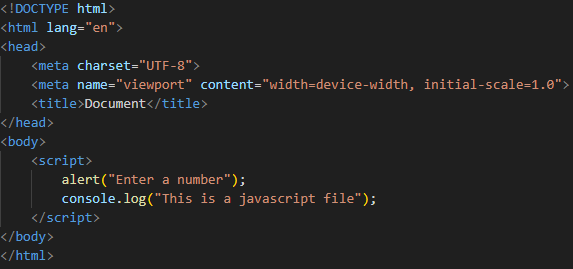 <!DOCTYPE html>
<html lang="en">
<head>
    <meta charset="UTF-8">
    <meta name="viewport" content="width=device-width, initial-scale=1.0">
    <title>Document</title>
</head>
<body>
    <script>
        alert("Enter a number");
        console.log("This is a javascript file");
    </script>
</body>
</html>